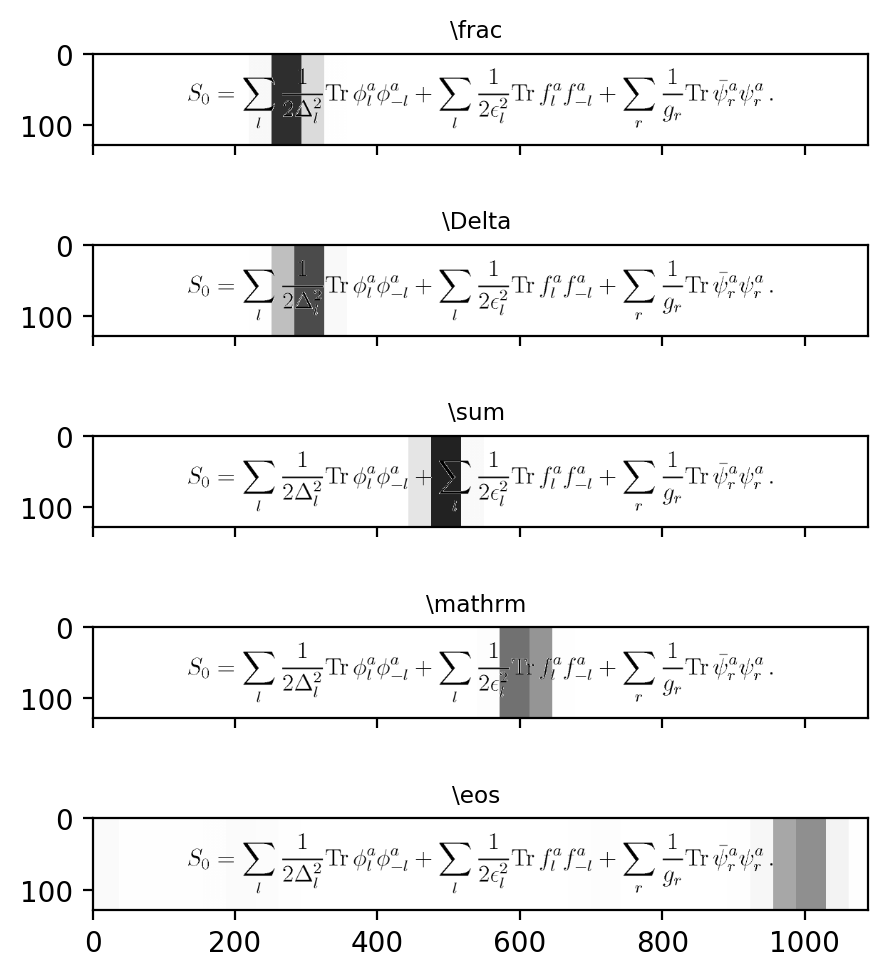 \frac
0
100
S_0 = \sum_l \frac{1}{2\Delta_l^2} \mathrm{Tr}\, \phi_l^a \phi_{-l}^a + \sum_l \frac{1}{2\epsilon_l^2} \mathrm{Tr}\, f_l^a f_{-l}^a + \sum_r \frac{1}{g_r} \mathrm{Tr}\, \bar{\psi}_r^a \psi_r^a .
\Delta
0
100
S_0 = \sum_l \frac{1}{2\Delta_l^2} \mathrm{Tr}\, \phi_l^a \phi_{-l}^a + \sum_l \frac{1}{2\epsilon_l^2} \mathrm{Tr}\, f_l^a f_{-l}^a + \sum_r \frac{1}{g_r} \mathrm{Tr}\, \bar{\psi}_r^a \psi_r^a .
\sum
0
100
S_0 = \sum_l \frac{1}{2\Delta_l^2} \mathrm{Tr}\, \phi_l^a \phi_{-l}^a + \sum_l \frac{1}{2\epsilon_l^2} \mathrm{Tr}\, f_l^a f_{-l}^a + \sum_r \frac{1}{g_r} \mathrm{Tr}\, \bar{\psi}_r^a \psi_r^a .
\mathrm
0
100
S_0 = \sum_l \frac{1}{2\Delta_l^2} \mathrm{Tr}\, \phi_l^a \phi_{-l}^a + \sum_l \frac{1}{2\epsilon_l^2} \mathrm{Tr}\, f_l^a f_{-l}^a + \sum_r \frac{1}{g_r} \mathrm{Tr}\, \bar{\psi}_r^a \psi_r^a .
\eos
0
100
S_0 = \sum_l \frac{1}{2\Delta_l^2} \mathrm{Tr}\, \phi_l^a \phi_{-l}^a + \sum_l \frac{1}{2\epsilon_l^2} \mathrm{Tr}\, f_l^a f_{-l}^a + \sum_r \frac{1}{g_r} \mathrm{Tr}\, \bar{\psi}_r^a \psi_r^a .
0 200 400 600 800 1000